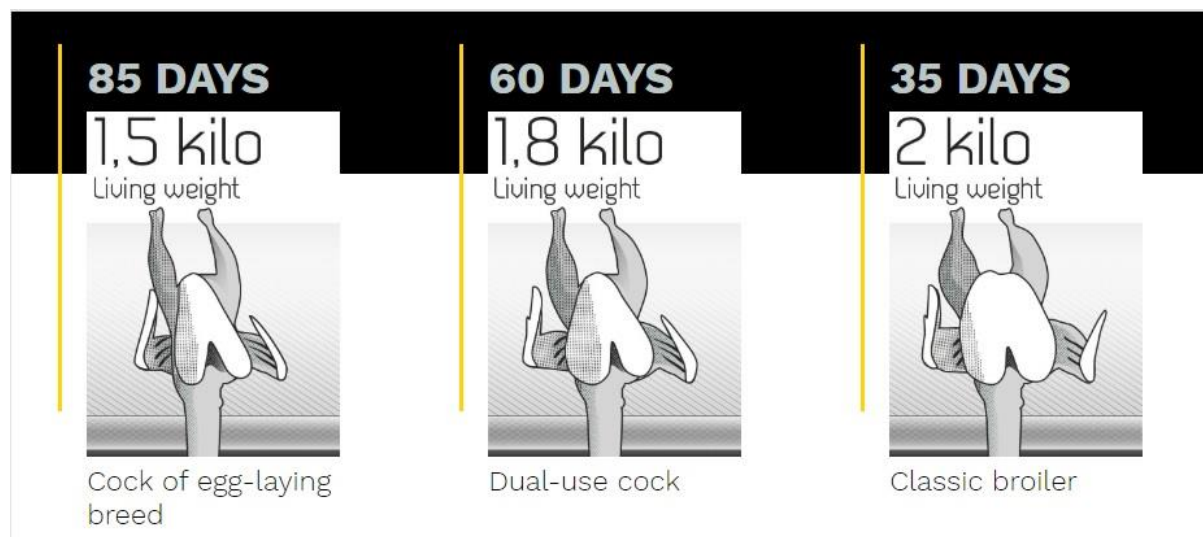 85 DAYS
1,5 kilo
Living weight
Cock of egg-laying
breed
60 DAYS
1,8 kilo
Living weight
Dual-use cock
35 DAYS
2 kilo
Living weight
Classic broiler